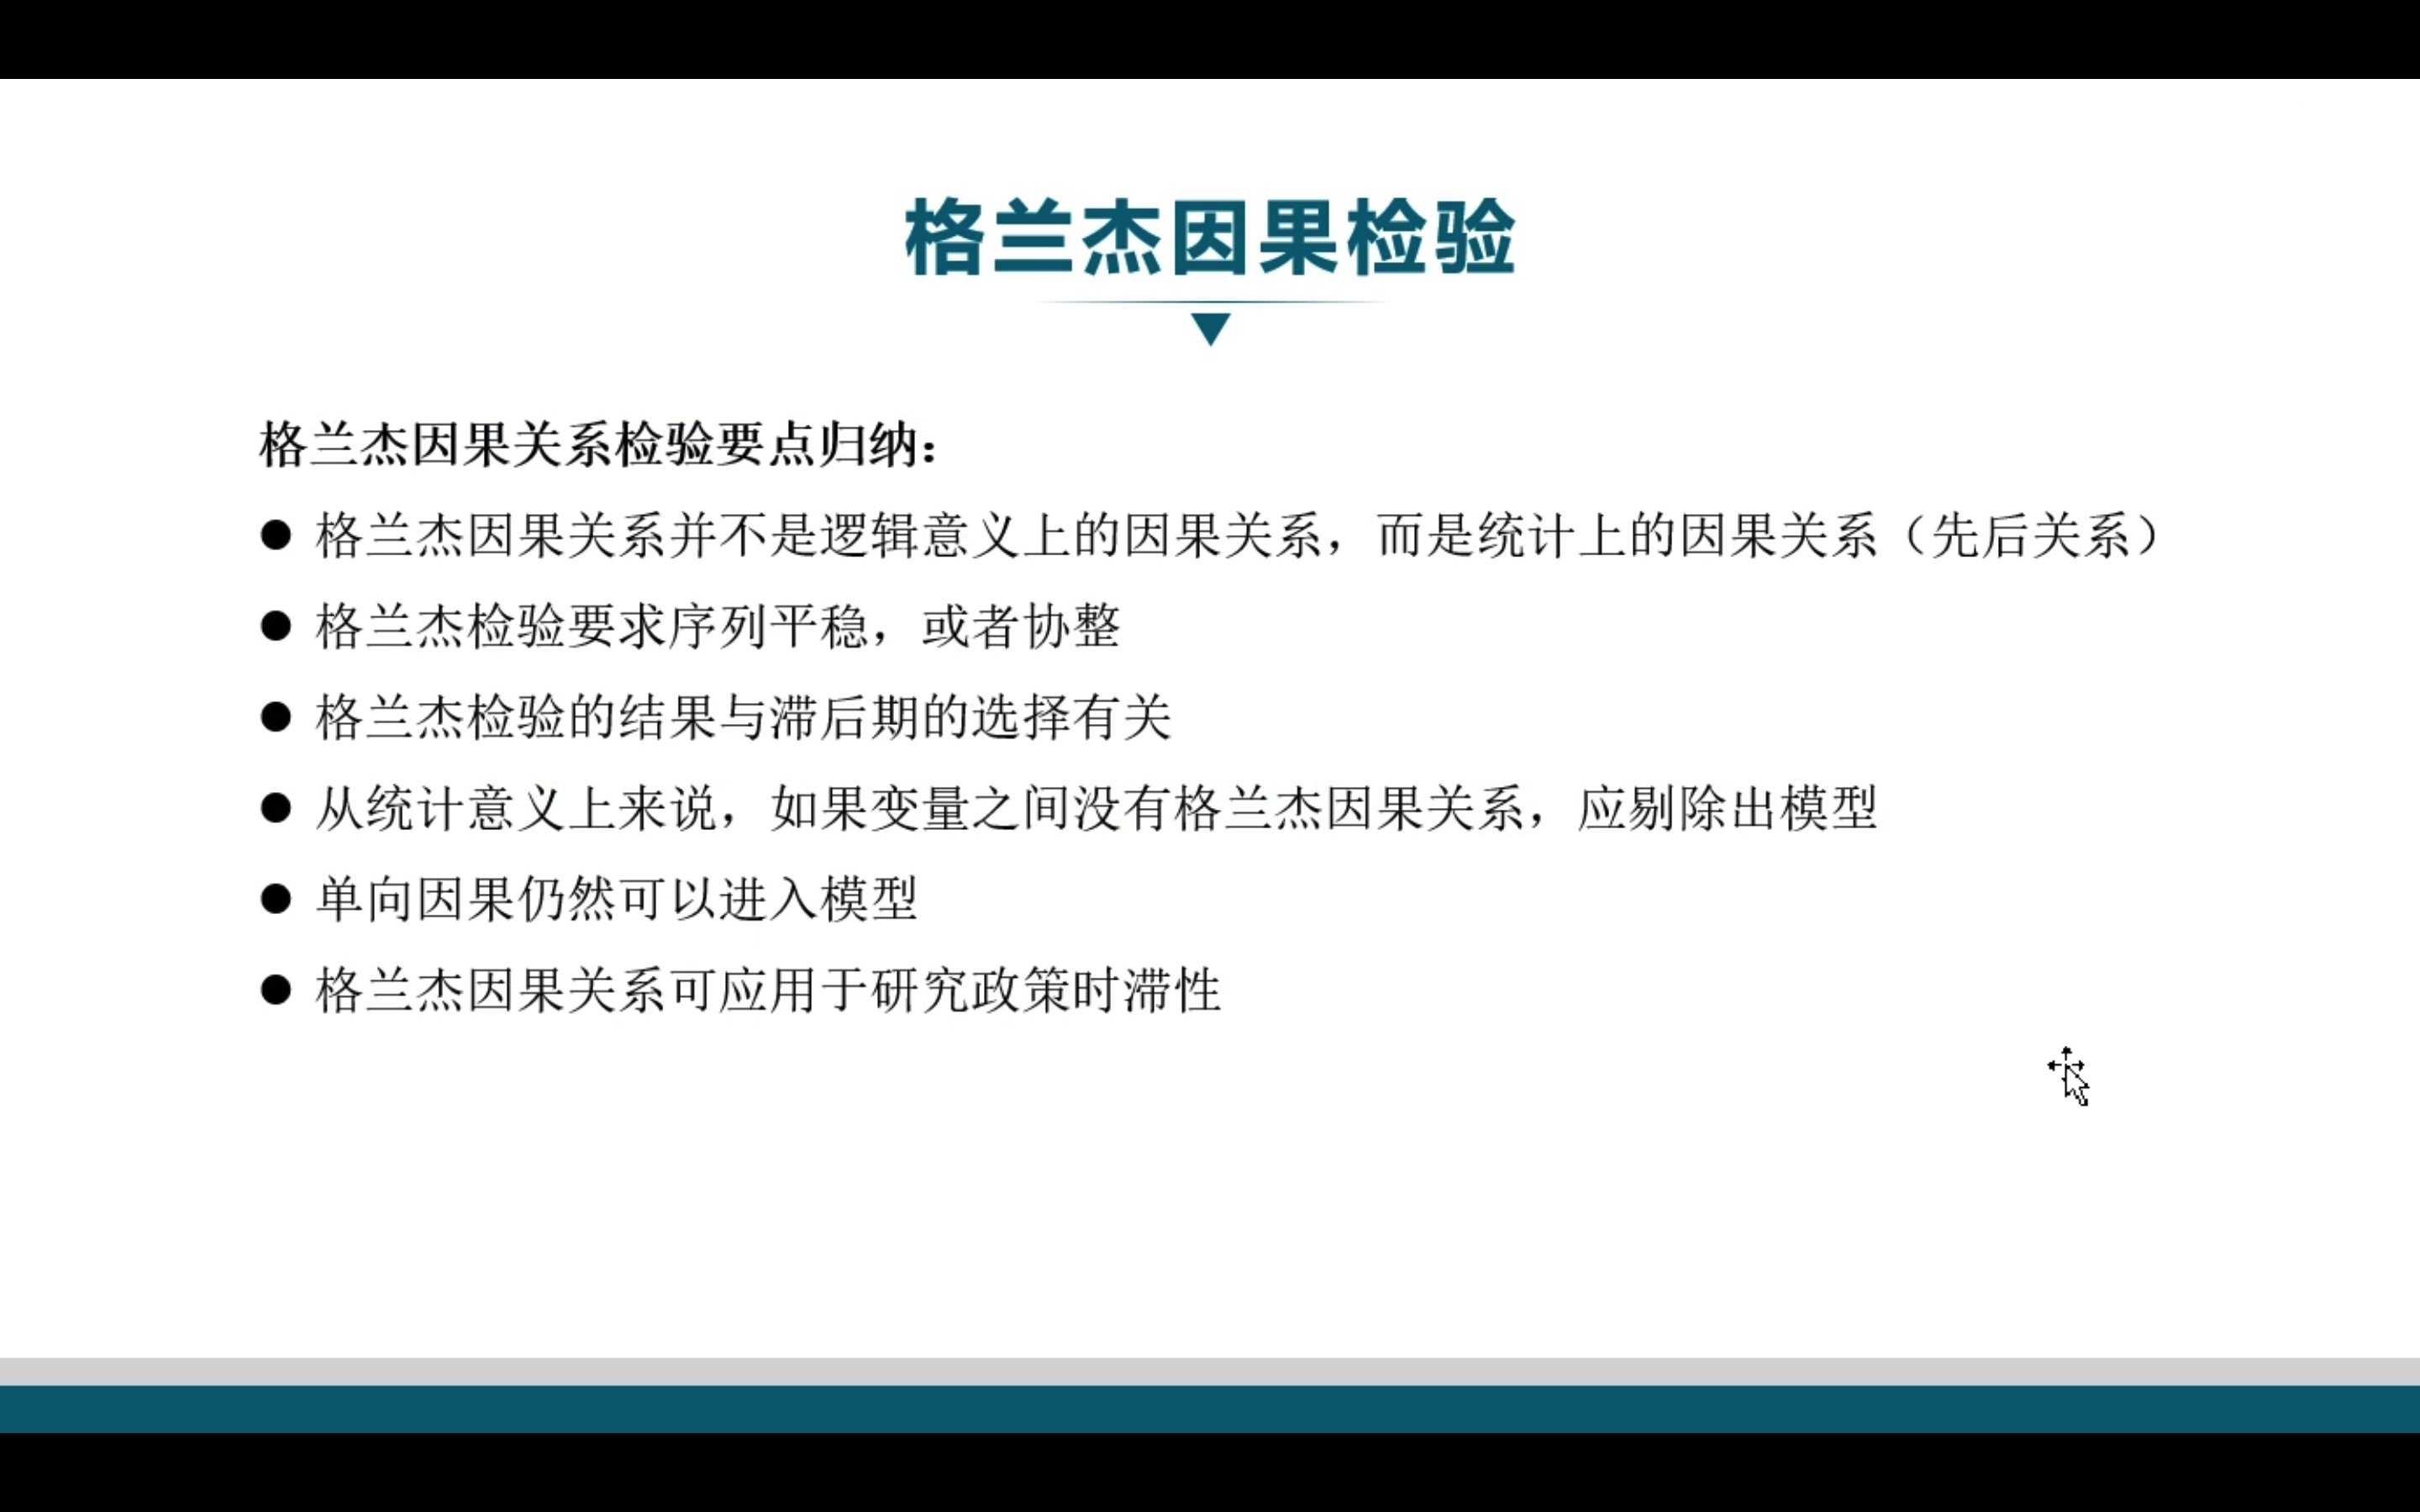 格兰杰因果检验
格兰杰因果关系检验要点归纳：
● 格兰杰因果关系并不是逻辑意义上的因果关系，而是统计上的因果关系（先后关系）
● 格兰杰检验要求序列平稳，或者协整
● 格兰杰检验的结果与滞后期的选择有关
● 从统计意义上来说，如果变量之间没有格兰杰因果关系，应剔除出模型
● 单向因果仍然可以进入模型
● 格兰杰因果关系可应用于研究政策时滞性